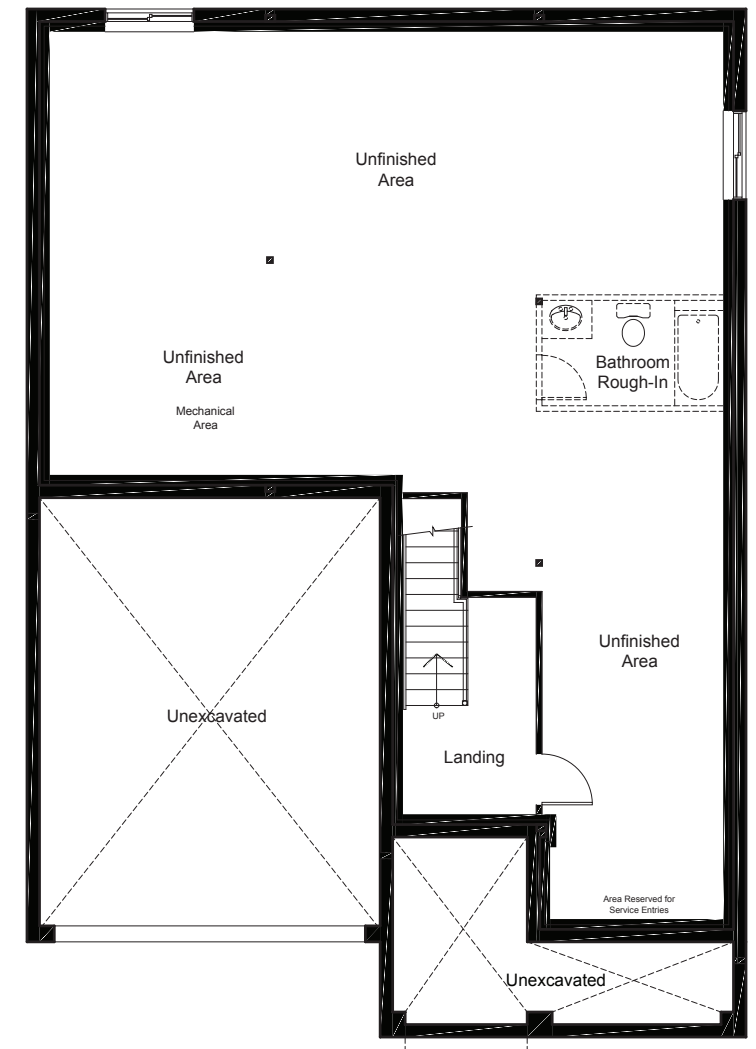 Unfinished
Area
Unfinished
Area
Mechanical
Area
Bathroom
Rough-In
Unfinished
Area
Unexcavated
UP
Landing
Area Reserved for
Service Entries
Unexcavated